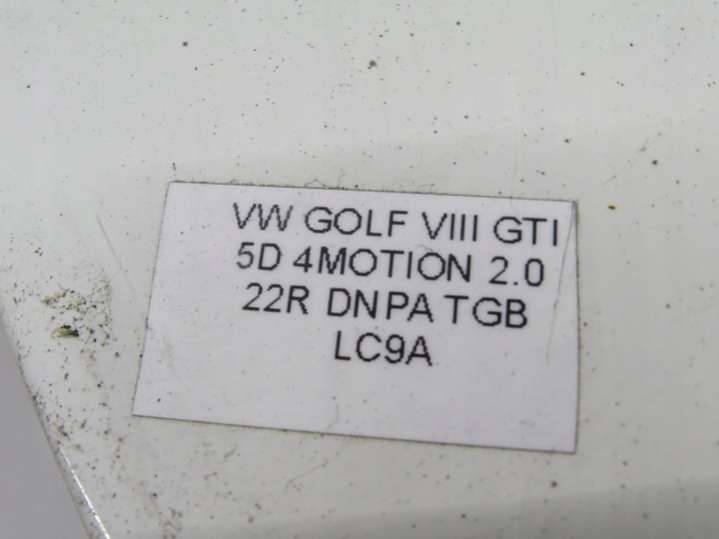 VW GOLF VIII GTI
5D 4MOTION 2.0
22R DNPA TGB
LC9A